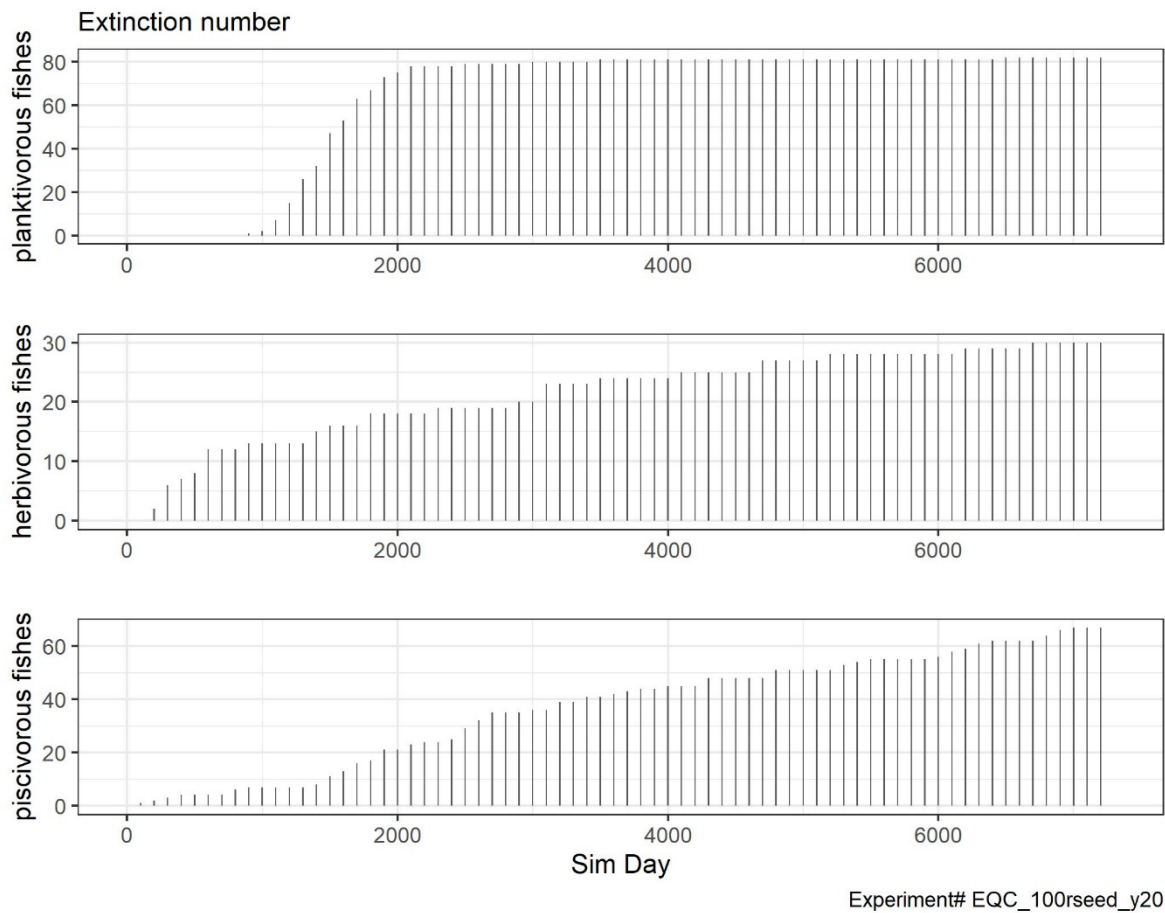 Extinction number
planktivorous fishes
80
60
40
20
0
0 2000 4000 6000
herbivorous fishes
30
20
10
0
0 2000 4000 6000
piscivorous fishes
60
40
20
0
0 2000 4000 6000
Sim Day
Experiment# EQC_100rseed_y20